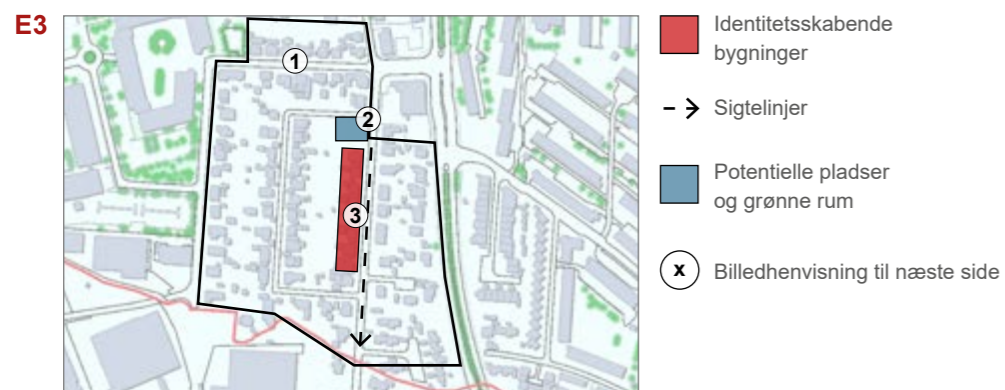 E3
1
2
3
Identitetsskabende
bygninger
Sigtelinjer
Potentielle pladser
og grønne rum
x Billedhenvisning til næste side